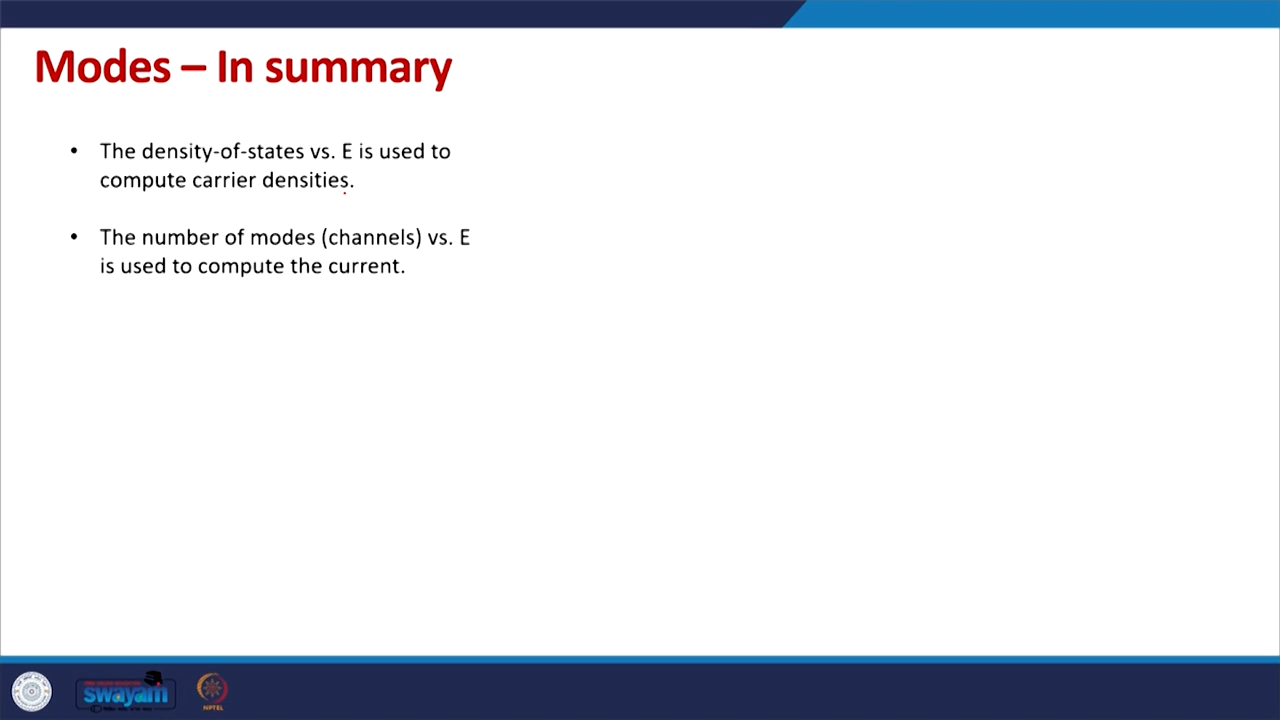 Modes – In summary
• The density-of-states vs. E is used to
compute carrier densities.
• The number of modes (channels) vs. E
is used to compute the current.
swayam
NPTEL